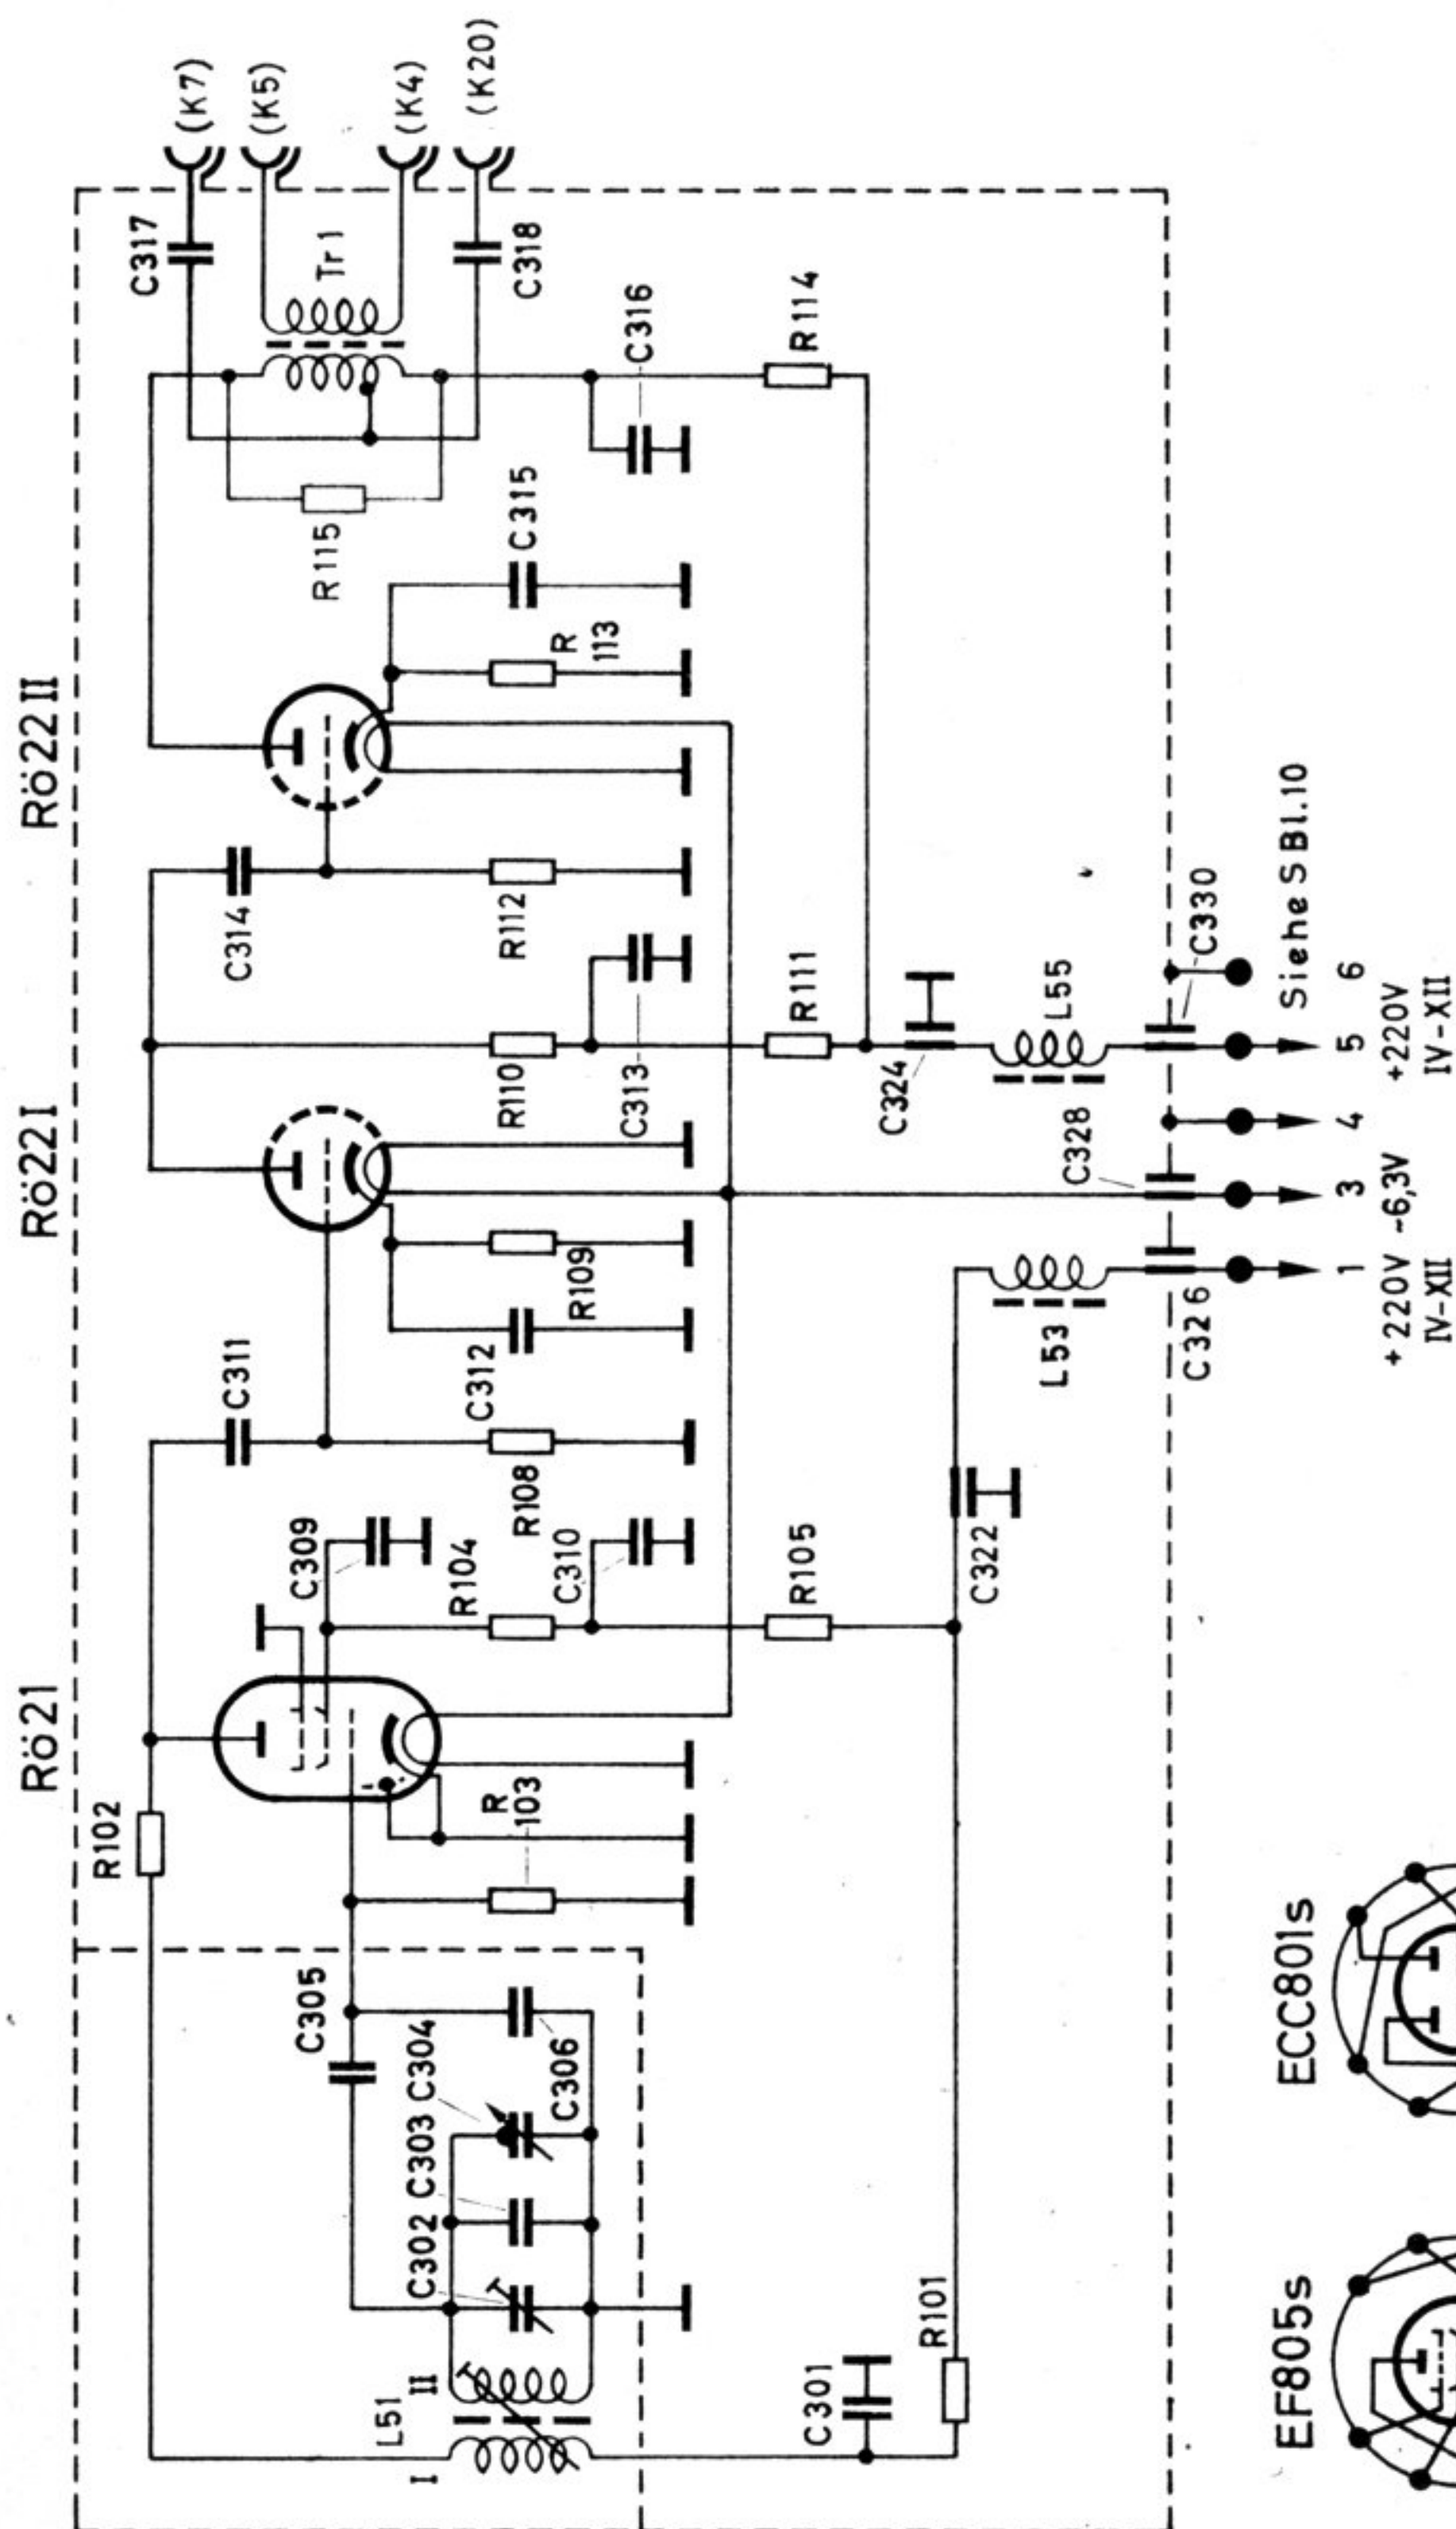 Rö21
Rö22 I
Rö22 II
R102
C311
C314
C317
(K7)
(K5)
(K4)
(K20)
Tr 1
C318
R115
C305
C309
R103
R104
C310
R108
C312
R109
R110
C313
R112
R113
C315
C316
L51
I
II
C302
C303
C304
C306
R105
R111
R114
C301
R101
C322
C324
L53
L55
C326
C328
C330
1
3
4
5
6
Siehe SBl.10
+220V
~6,3V
+220V
IV-XII
IV-XII
EF805s
ECC801s